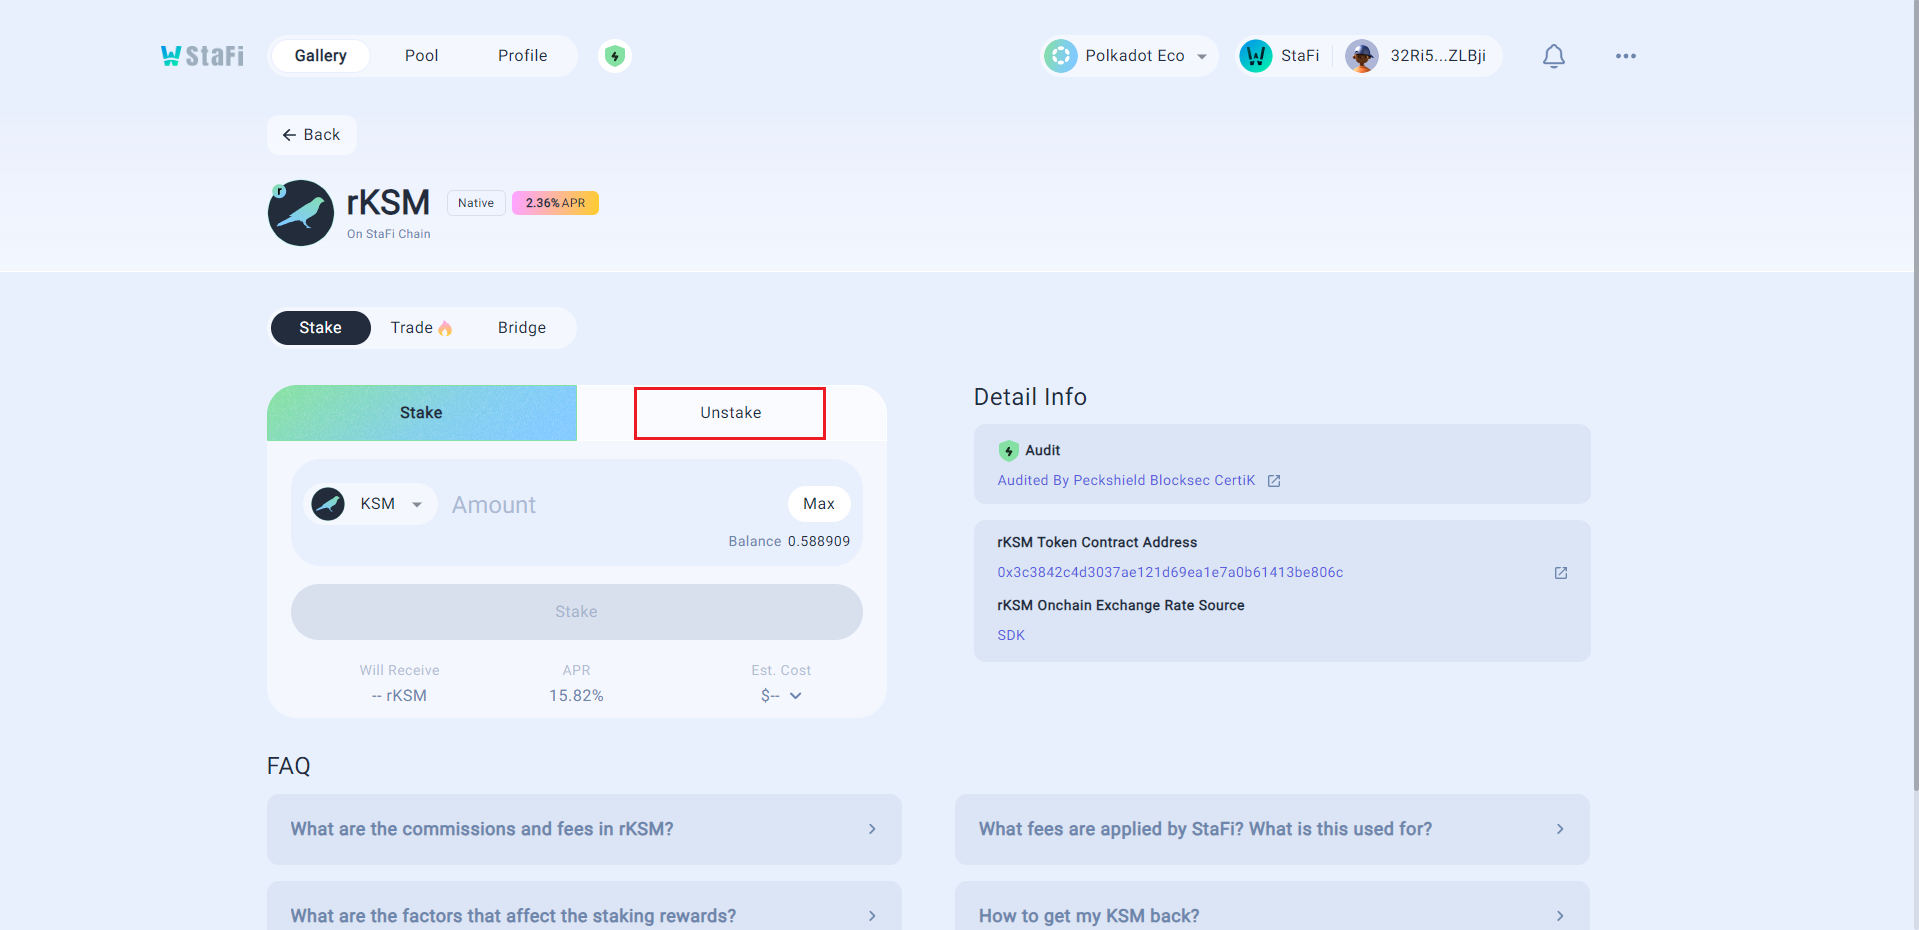 StaFi
Gallery
Pool
Profile
Polkadot Eco
StaFi
32Ri5...ZLBji
Back
r
rKSM
Native
2.36% APR
On StaFi Chain
Stake
Trade
Bridge
Stake
Unstake
KSM
Amount
Max
Balance 0.588909
Stake
Will Receive
-- rKSM
APR
15.82%
Est. Cost
$--
Detail Info
Audit
Audited By Peckshield Blocksec CertiK
rKSM Token Contract Address
0x3c3842c4d3037ae121d69ea1e7a0b61413be806c
rKSM Onchain Exchange Rate Source
SDK
FAQ
What are the commissions and fees in rKSM?
What fees are applied by StaFi? What is this used for?
What are the factors that affect the staking rewards?
How to get my KSM back?